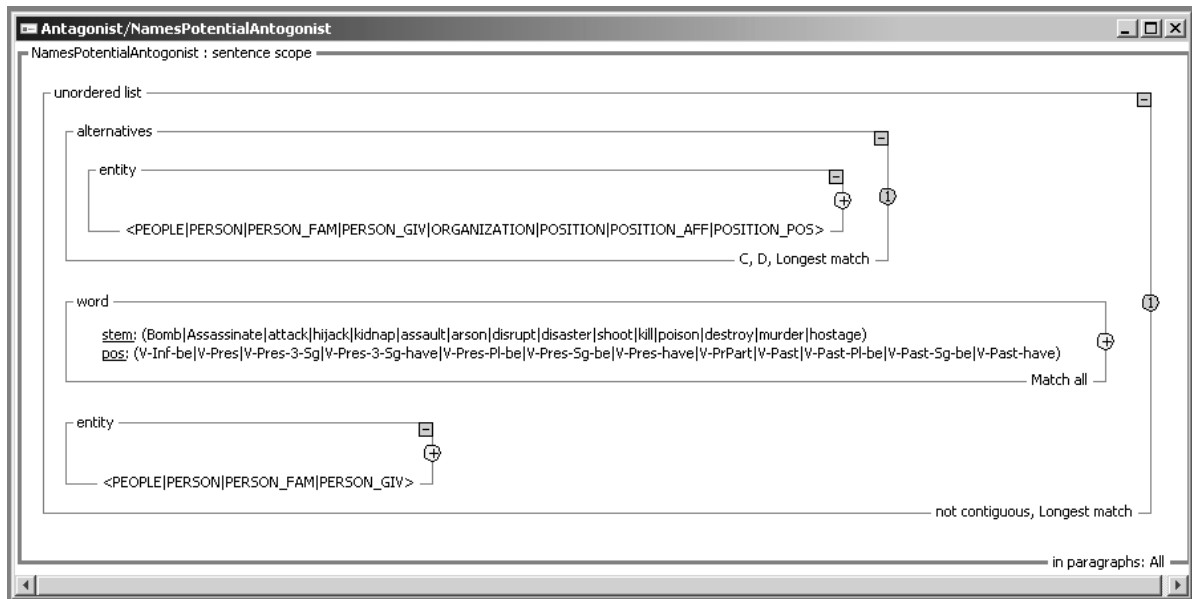 Antagonist/NamesPotentialAntogonist
NamesPotentialAntogonist : sentence scope
unordered list
alternatives
entity
1
<PEOPLE|PERSON|PERSON_FAM|PERSON_GIV|ORGANIZATION|POSITION|POSITION_AFF|POSITION_POS>
C, D, Longest match
word
1
stem: (Bomb|Assassinate|attack|hijack|kidnap|assault|arson|disrupt|disaster|shoot|kill|poison|destroy|murder|hostage)
pos: (V-Inf-be|V-Pres|V-Pres-3-Sg|V-Pres-3-Sg-have|V-Pres-Pl-be|V-Pres-Sg-be|V-Pres-have|V-PrPart|V-Past|V-Past-Pl-be|V-Past-Sg-be|V-Past-have)
Match all
entity
<PEOPLE|PERSON|PERSON_FAM|PERSON_GIV>
not contiguous, Longest match
in paragraphs: All